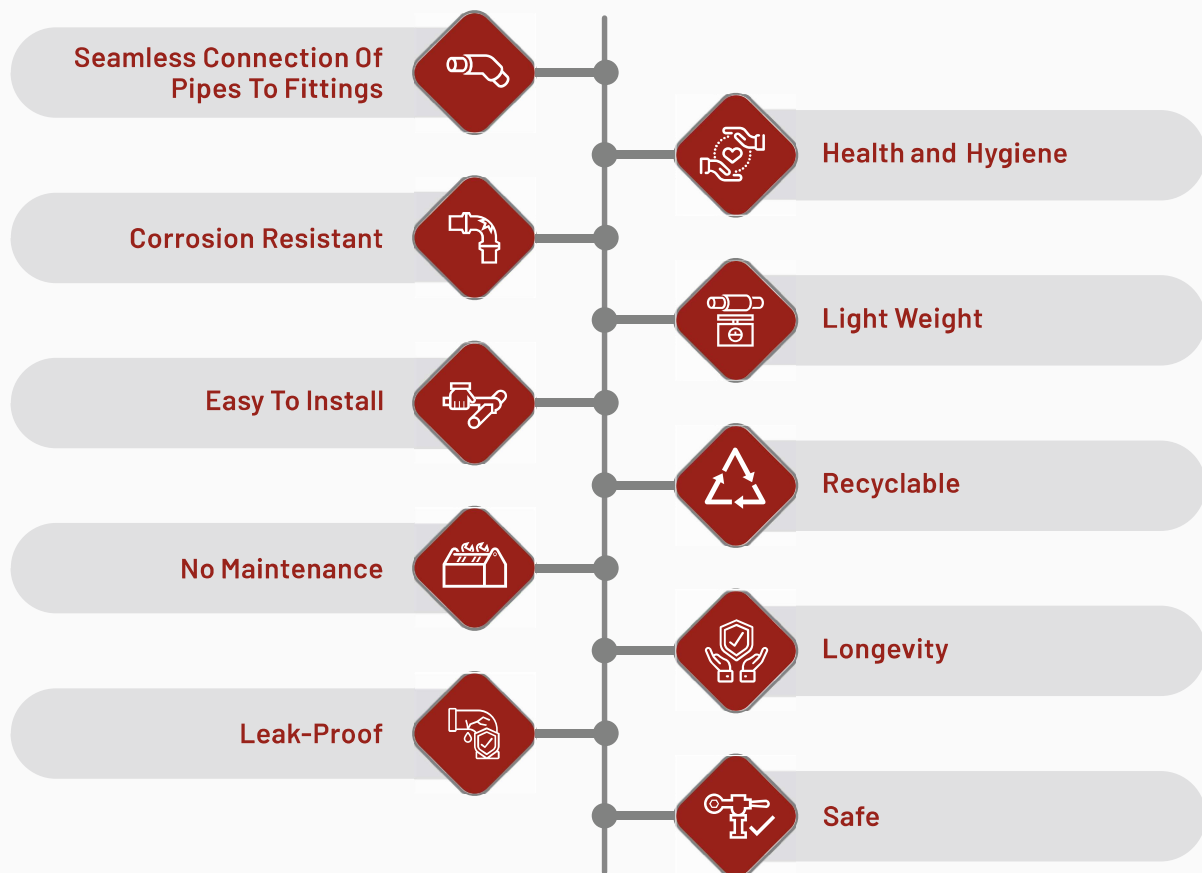 Seamless Connection Of
Pipes To Fittings
Health and Hygiene
Corrosion Resistant
Light Weight
Easy To Install
Recyclable
No Maintenance
Longevity
Leak-Proof
Safe